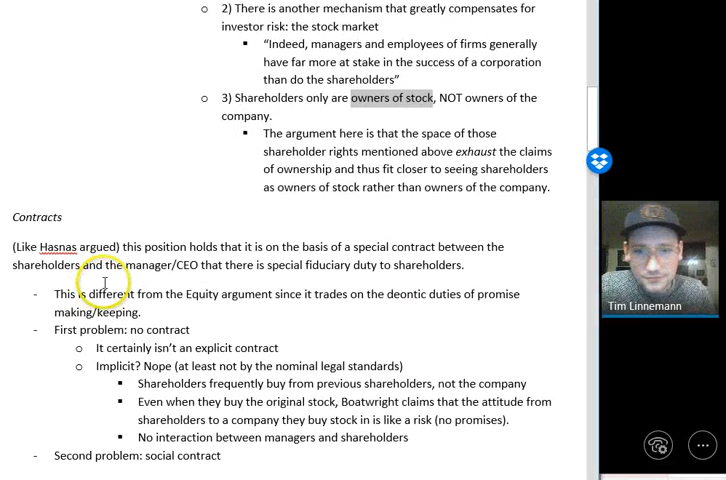 o 2) There is another mechanism that greatly compensates for
investor risk: the stock market
▪ “Indeed, managers and employees of firms generally
have far more at stake in the success of a corporation
than do the shareholders”
o 3) Shareholders only are owners of stock, NOT owners of the
company.
▪ The argument here is that the space of those
shareholder rights mentioned above exhaust the claims
of ownership and thus fit closer to seeing shareholders
as owners of stock rather than owners of the company.
Contracts
(Like Hasnas argued) this position holds that it is on the basis of a special contract between the
shareholders and the manager/CEO that there is special fiduciary duty to shareholders.
- This is different from the Equity argument since it trades on the deontic duties of promise
making/keeping.
- First problem: no contract
o It certainly isn’t an explicit contract
o Implicit? Nope (at least not by the nominal legal standards)
▪ Shareholders frequently buy from previous shareholders, not the company
▪ Even when they buy the original stock, Boatwright claims that the attitude from
shareholders to a company they buy stock in is like a risk (no promises).
▪ No interaction between managers and shareholders
- Second problem: social contract
Tim Linnemann